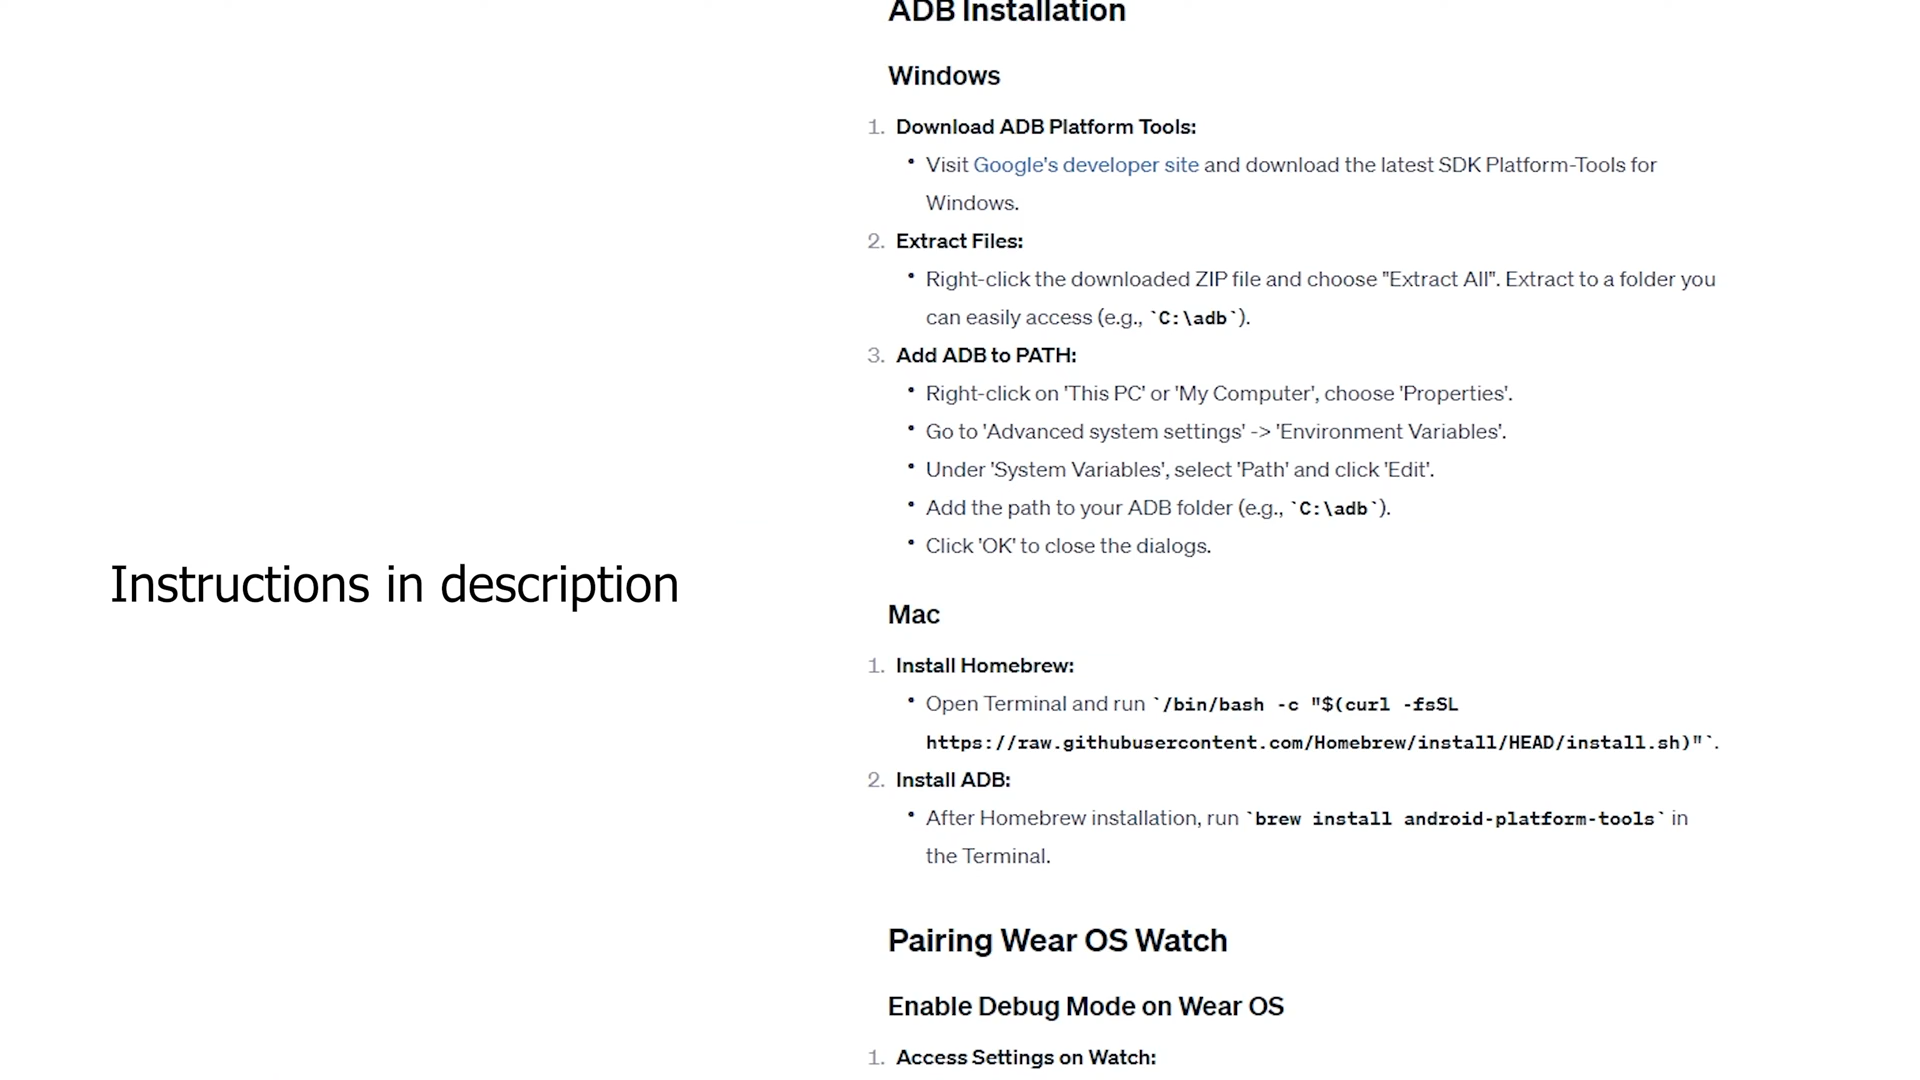 ADB Installation
Windows
1. Download ADB Platform Tools:
• Visit Google's developer site and download the latest SDK Platform-Tools for
Windows.
2. Extract Files:
• Right-click the downloaded ZIP file and choose "Extract All". Extract to a folder you
can easily access (e.g., `C:\adb`).
3. Add ADB to PATH:
• Right-click on 'This PC' or 'My Computer', choose 'Properties'.
• Go to 'Advanced system settings' -> 'Environment Variables'.
• Under 'System Variables', select 'Path' and click 'Edit'.
• Add the path to your ADB folder (e.g., `C:\adb`).
• Click 'OK' to close the dialogs.
Instructions in description
Mac
1. Install Homebrew:
• Open Terminal and run `/bin/bash -c "$(curl -fsSL
https://raw.githubusercontent.com/Homebrew/install/HEAD/install.sh)"`.
2. Install ADB:
• After Homebrew installation, run `brew install android-platform-tools` in
the Terminal.
Pairing Wear OS Watch
Enable Debug Mode on Wear OS
1. Access Settings on Watch: